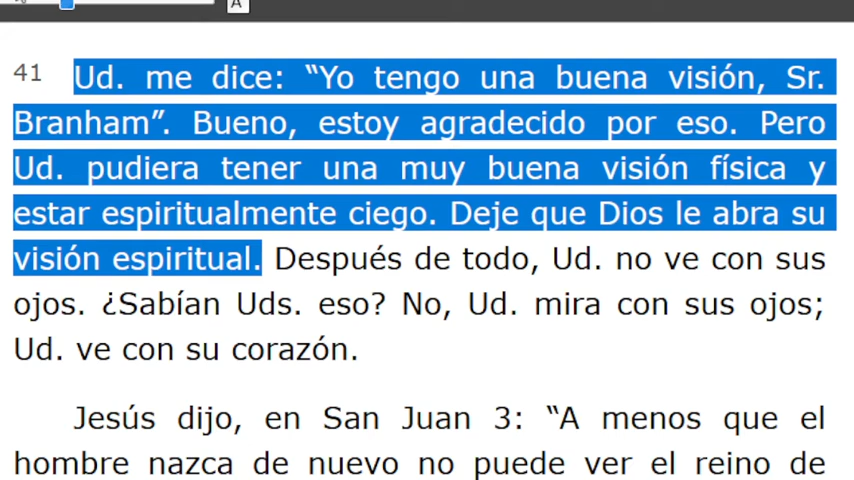 A
41 Ud. me dice: “Yo tengo una buena visión, Sr.
Branham”. Bueno, estoy agradecido por eso. Pero
Ud. pudiera tener una muy buena visión física y
estar espiritualmente ciego. Deje que Dios le abra su
visión espiritual. Después de todo, Ud. no ve con sus
ojos. ¿Sabían Uds. eso? No, Ud. mira con sus ojos;
Ud. ve con su corazón.
Jesús dijo, en San Juan 3: “A menos que el
hombre nazca de nuevo no puede ver el reino de